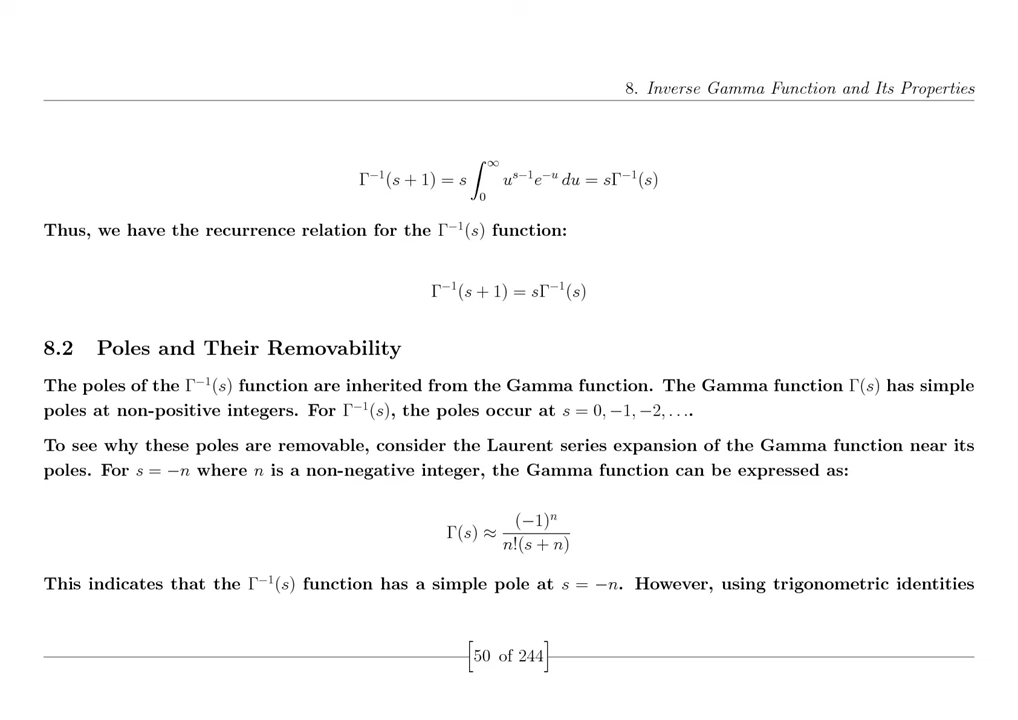 8. Inverse Gamma Function and Its Properties
Γ⁻¹(s + 1) = s ∫₀^∞ uˢ⁻¹e⁻ᵘ du = sΓ⁻¹(s)
Thus, we have the recurrence relation for the Γ⁻¹(s) function:
Γ⁻¹(s + 1) = sΓ⁻¹(s)
8.2 Poles and Their Removability
The poles of the Γ⁻¹(s) function are inherited from the Gamma function. The Gamma function Γ(s) has simple
poles at non-positive integers. For Γ⁻¹(s), the poles occur at s = 0, −1, −2, . . ..
To see why these poles are removable, consider the Laurent series expansion of the Gamma function near its
poles. For s = −n where n is a non-negative integer, the Gamma function can be expressed as:
Γ(s) ≈ (−1)ⁿ / n!(s + n)
This indicates that the Γ⁻¹(s) function has a simple pole at s = −n. However, using trigonometric identities
[50 of 244]